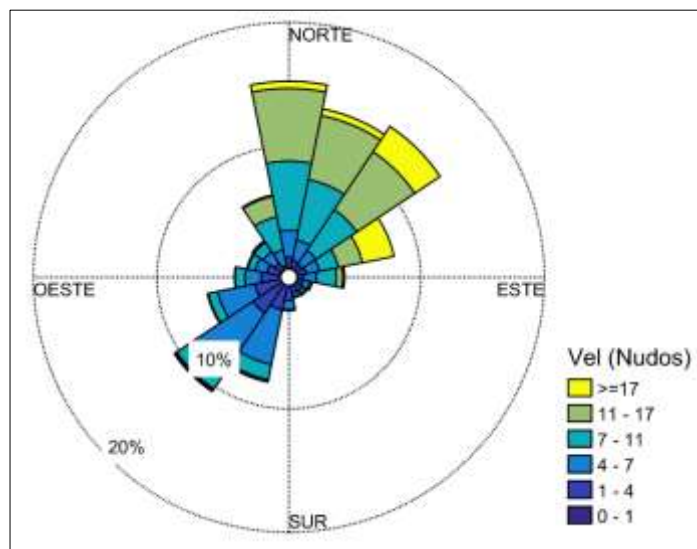 NORTE
OESTE
ESTE
10%
20%
SUR
Vel (Nudos)
>=17
11 - 17
7 - 11
4 - 7
1 - 4
0 - 1